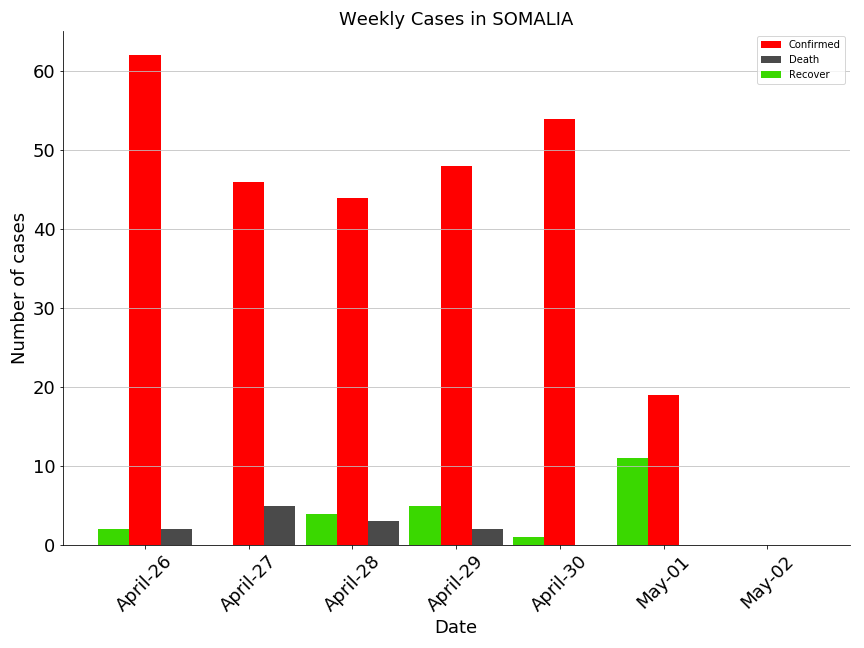 Weekly Cases in SOMALIA
Confirmed
Death
Recover
Number of cases
60
50
40
30
20
10
0
April-26
April-27
April-28
April-29
April-30
May-01
May-02
Date